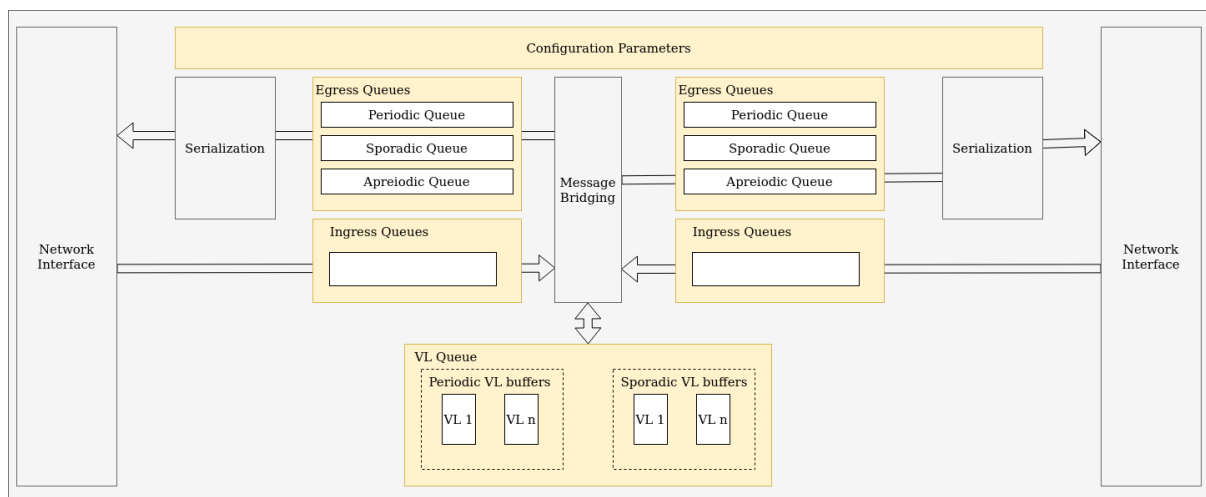 Configuration Parameters
Network
Interface
Serialization
Egress Queues
Periodic Queue
Sporadic Queue
Apreiodic Queue
Ingress Queues
Message
Bridging
Egress Queues
Periodic Queue
Sporadic Queue
Apreiodic Queue
Ingress Queues
Serialization
Network
Interface
VL Queue
Periodic VL buffers
VL 1
VL n
Sporadic VL buffers
VL 1
VL n